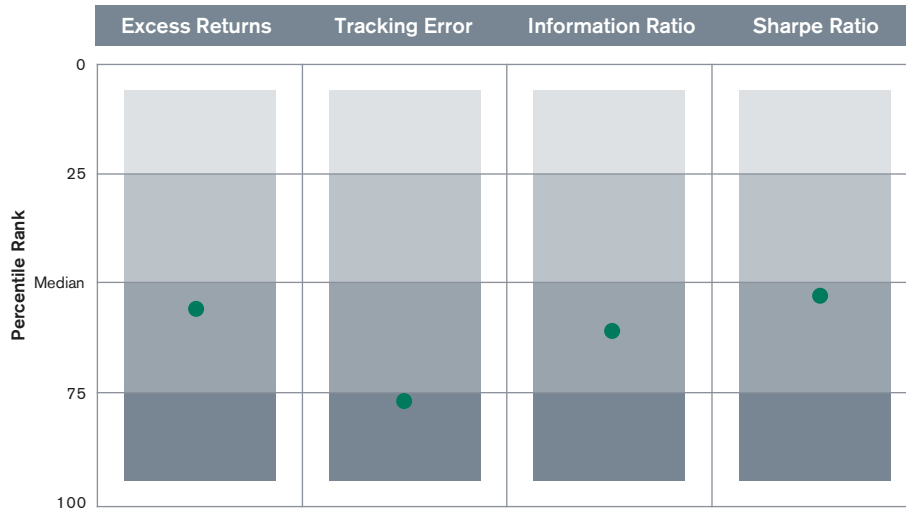 Excess Returns Tracking Error Information Ratio Sharpe Ratio
0
25
Median
75
100
Percentile Rank